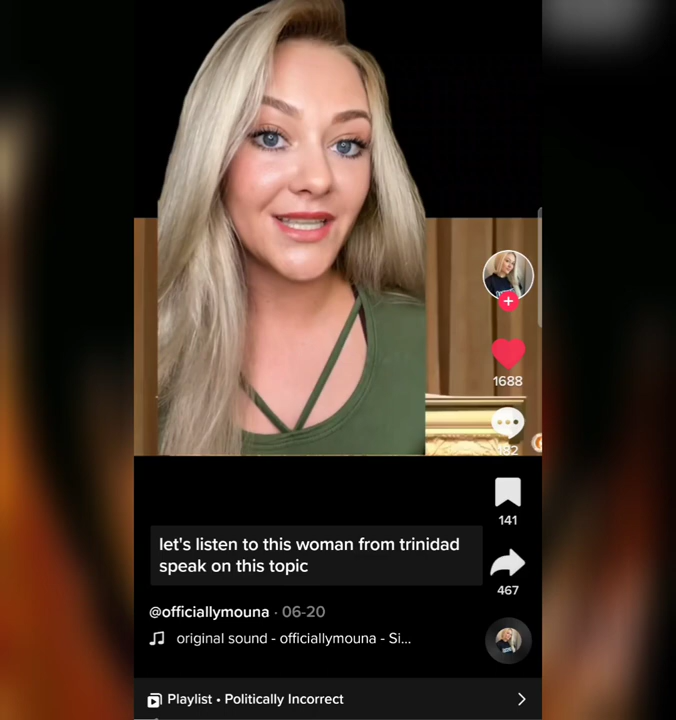 1688
182
141
let's listen to this woman from trinidad
speak on this topic
467
@officiallymouna · 06-20
original sound - officiallymouna - Si...
Playlist • Politically Incorrect